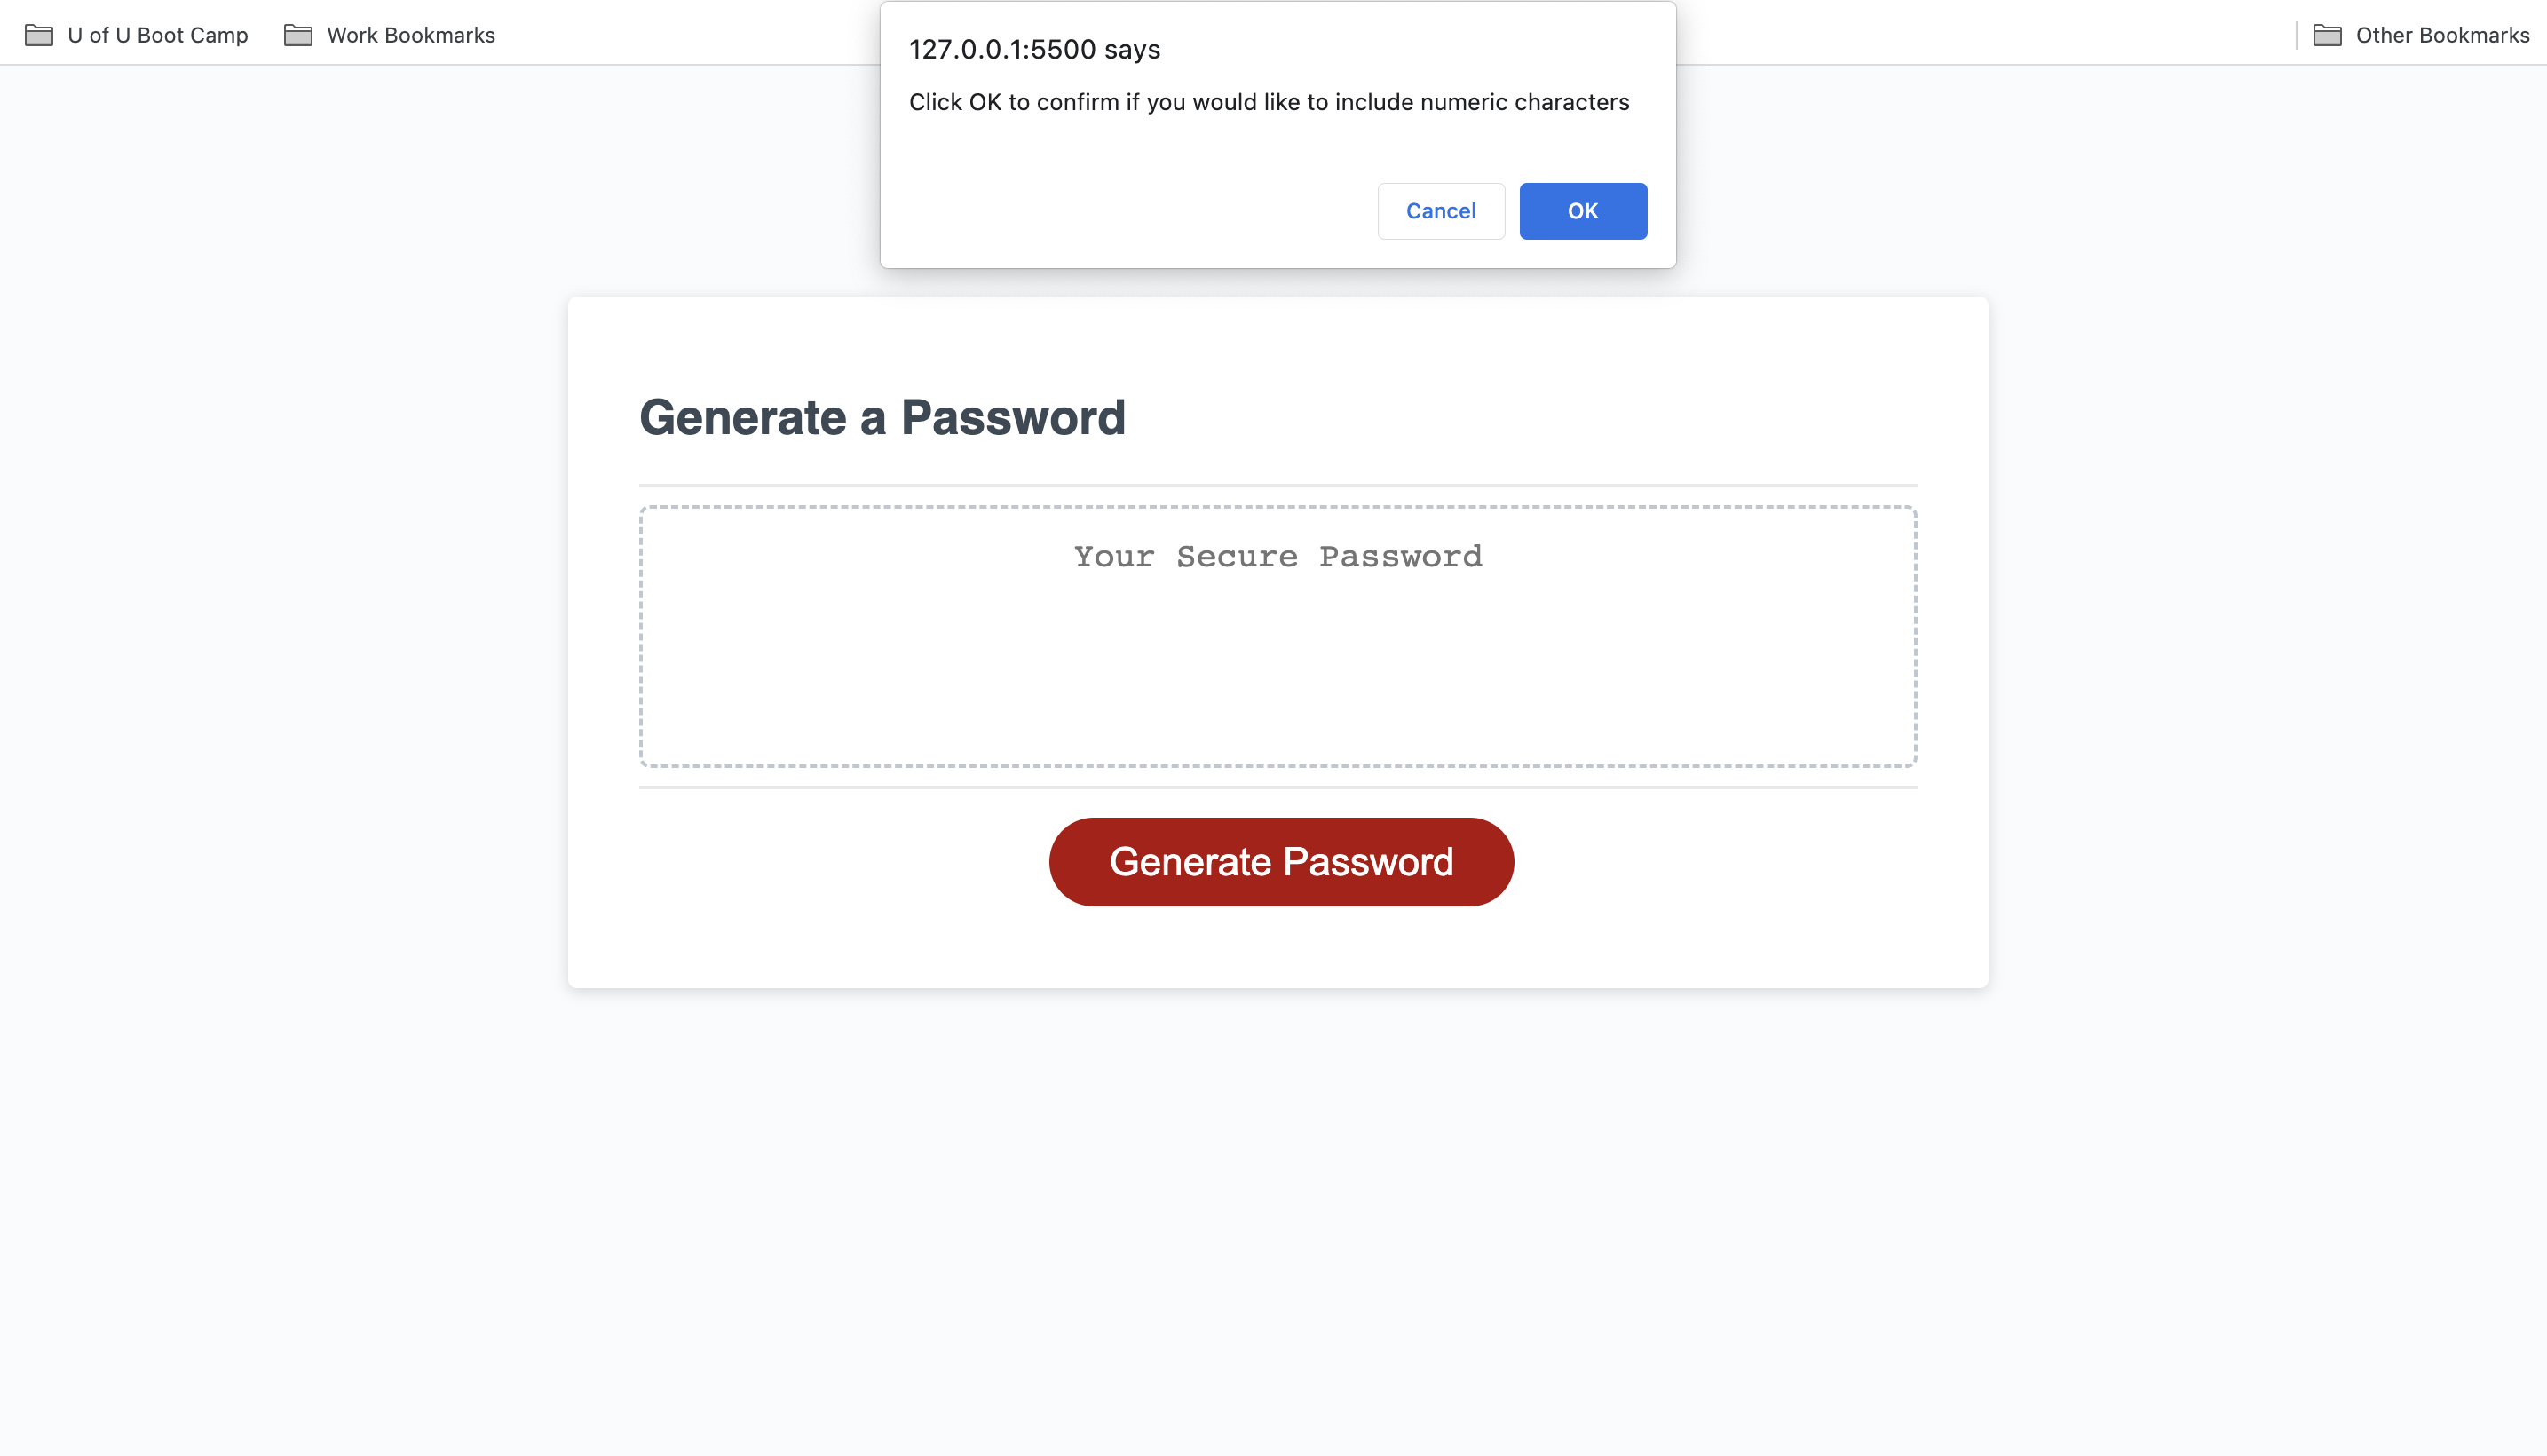 U of U Boot Camp
Work Bookmarks
Other Bookmarks
127.0.0.1:5500 says
Click OK to confirm if you would like to include numeric characters
Cancel
OK
Generate a Password
Your Secure Password
Generate Password